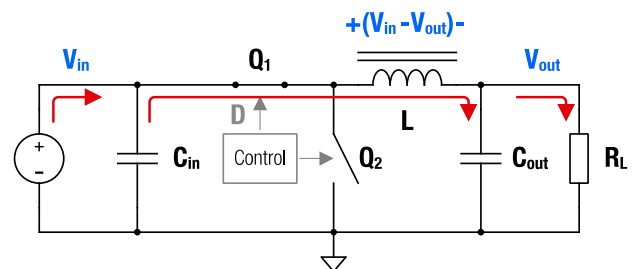 +(Vin -Vout)-
Vin
Q1
Vout
D
L
+
-
Cin
Control
Q2
Cout
RL